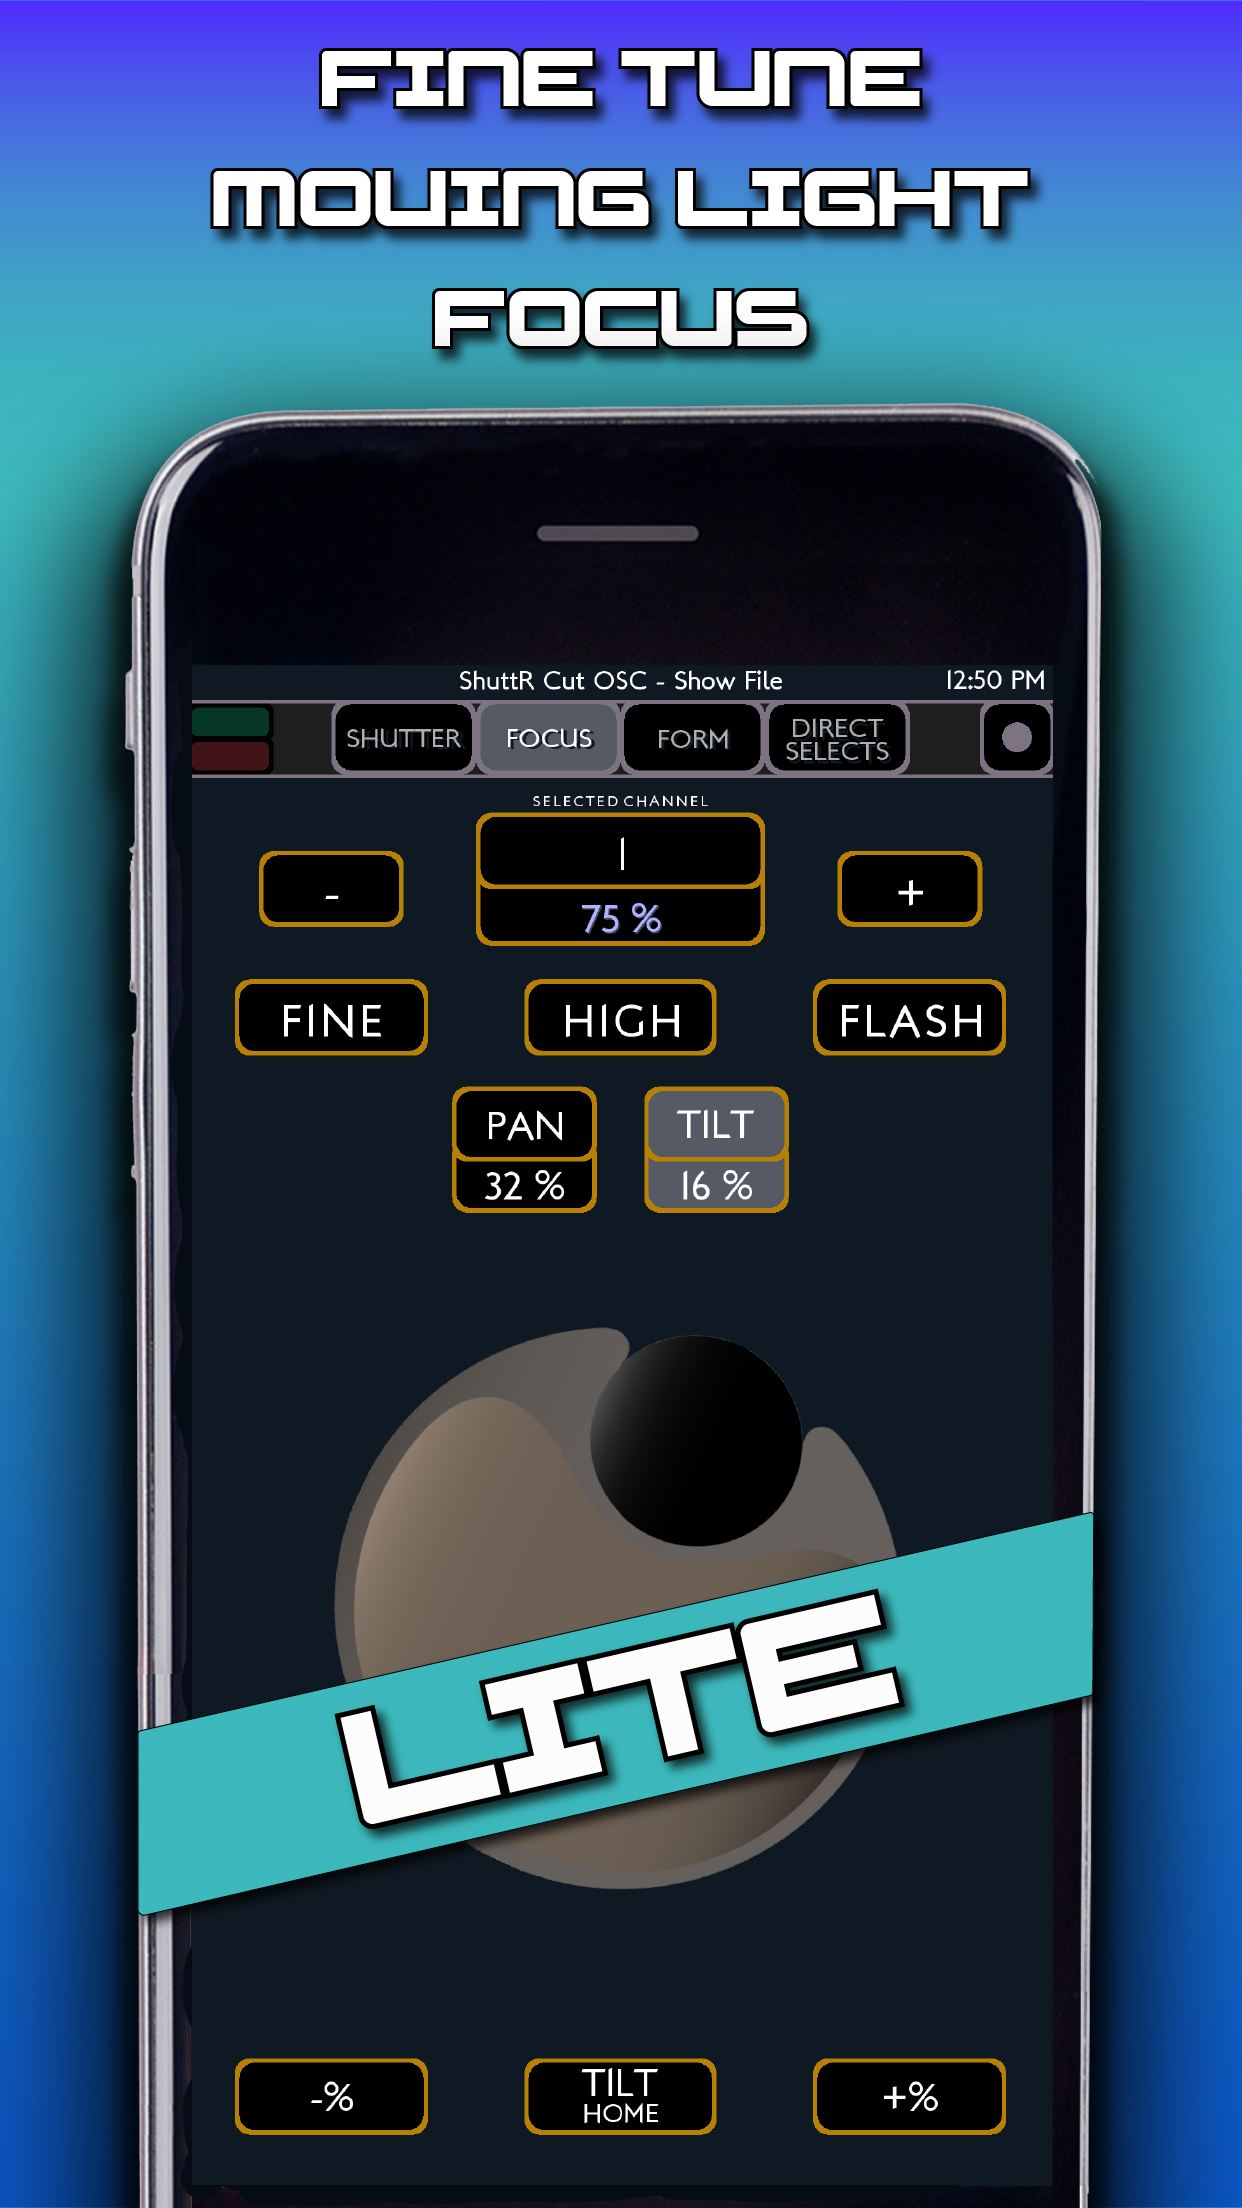 FINE TUNE
MOVING LIGHT
FOCUS
ShuttR Cut OSC - Show File
12:50 PM
SHUTTER
FOCUS
FORM
DIRECT
SELECTS
SELECTED CHANNEL
-
1
75 %
+
FINE
HIGH
FLASH
PAN
32 %
TILT
16 %
LITE
-%
TILT
HOME
+%